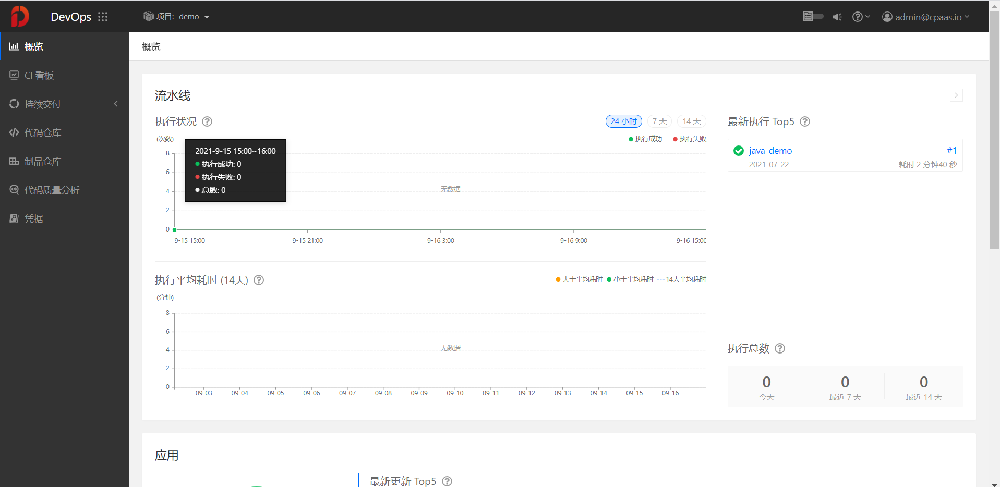 DevOps
项目: demo
admin@cpaas.io
概览
CI 看板
持续交付
代码仓库
制品仓库
代码质量分析
凭据
概览
流水线
执行状况
24 小时 7 天 14 天
(次数)
执行成功 执行失败
2021-9-15 15:00~16:00
执行成功: 0
执行失败: 0
总数: 0
8
6
4
2
0
无数据
9-15 15:00 9-15 21:00 9-16 3:00 9-16 9:00 9-16 15:00
最新执行 Top5
java-demo #1
2021-07-22 耗时 2 分钟40 秒
执行平均耗时 (14天)
大于平均耗时 小于平均耗时 14天平均耗时
(分钟)
8
6
4
2
0
无数据
09-03 09-04 09-05 09-06 09-07 09-08 09-09 09-10 09-11 09-12 09-13 09-14 09-15 09-16
执行总数
0 0 0
今天 最近 7 天 最近 14 天
应用
最新更新 Top5